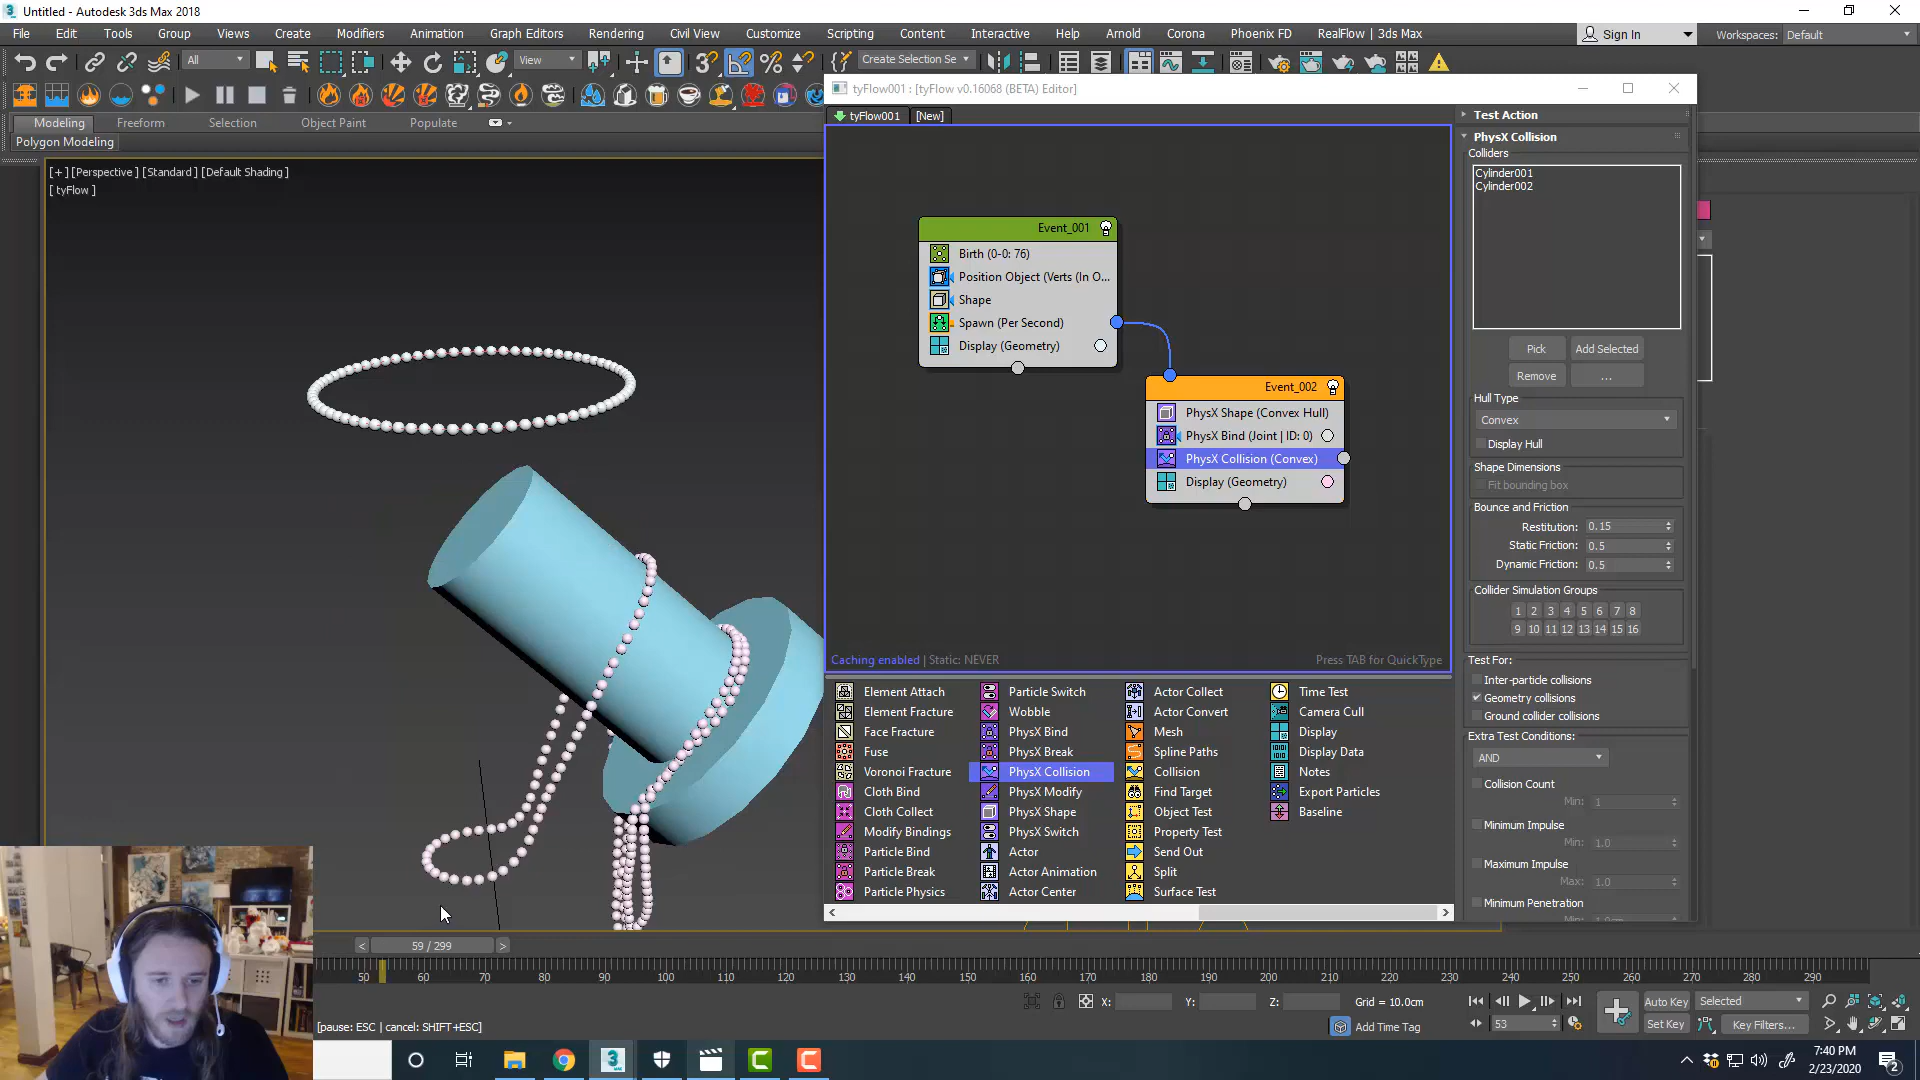 Untitled - Autodesk 3ds Max 2018
File Edit Tools Group Views Create Modifiers Animation Graph Editors Rendering Civil View Customize Scripting Content Interactive Help Arnold Corona Phoenix FD RealFlow | 3ds Max Sign In Workspaces: Default
All View Create Selection Se
tyFlow001 : [tyFlow v0.16068 (BETA) Editor]
Modeling Freeform Selection Object Paint Populate
Polygon Modeling
tyFlow001 [New]
[+] [Perspective] [Standard] [Default Shading]
[ tyFlow ]
Event_001
Birth (0-0: 76)
Position Object (Verts (In O...
Shape
Spawn (Per Second)
Display (Geometry)
Event_002
PhysX Shape (Convex Hull)
PhysX Bind (Joint | ID: 0)
PhysX Collision (Convex)
Display (Geometry)
Caching enabled | Static: NEVER
Press TAB for QuickType
Element Attach
Element Fracture
Face Fracture
Fuse
Voronoi Fracture
Cloth Bind
Cloth Collect
Modify Bindings
Particle Bind
Particle Break
Particle Physics
Particle Switch
Wobble
PhysX Bind
PhysX Break
PhysX Collision
PhysX Modify
PhysX Shape
PhysX Switch
Actor
Actor Animation
Actor Center
Actor Collect
Actor Convert
Mesh
Spline Paths
Collision
Find Target
Object Test
Property Test
Send Out
Split
Surface Test
Time Test
Camera Cull
Display
Display Data
Notes
Export Particles
Baseline
Test Action
PhysX Collision
Colliders
Cylinder001
Cylinder002
Pick Add Selected
Remove ...
Hull Type
Convex
Display Hull
Shape Dimensions
Fit bounding box
Bounce and Friction
Restitution: 0.15
Static Friction: 0.5
Dynamic Friction: 0.5
Collider Simulation Groups
1 2 3 4 5 6 7 8
9 10 11 12 13 14 15 16
Test For:
Inter-particle collisions
Geometry collisions
Ground collider collisions
Extra Test Conditions:
AND
Collision Count
Min: 1
Minimum Impulse
Min: 1.0
Maximum Impulse
Max: 1.0
Minimum Penetration
< 59 / 299 >
50 60 70 80 90 100 110 120 130 140 150 160 170 180 190 200 210 220 230 240 250 260 270 280 290
X: Y: Z: Grid = 10.0cm
Add Time Tag
53
Auto Key Selected
Set Key Key Filters...
[pause: ESC | cancel: SHIFT+ESC]
7:40 PM
2/23/2020
2